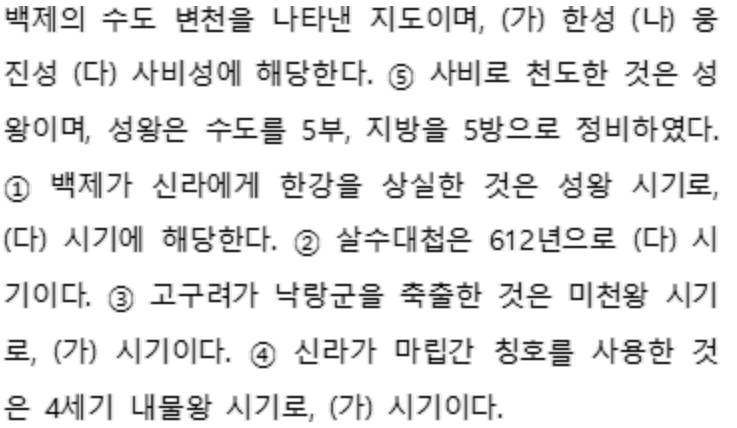 백제의 수도 변천을 나타낸 지도이며, (가) 한성 (나) 웅
진성 (다) 사비성에 해당한다. ⑤ 사비로 천도한 것은 성
왕이며, 성왕은 수도를 5부, 지방을 5방으로 정비하였다.
① 백제가 신라에게 한강을 상실한 것은 성왕 시기로,
(다) 시기에 해당한다. ② 살수대첩은 612년으로 (다) 시
기이다. ③ 고구려가 낙랑군을 축출한 것은 미천왕 시기
로, (가) 시기이다. ④ 신라가 마립간 칭호를 사용한 것
은 4세기 내물왕 시기로, (가) 시기이다.